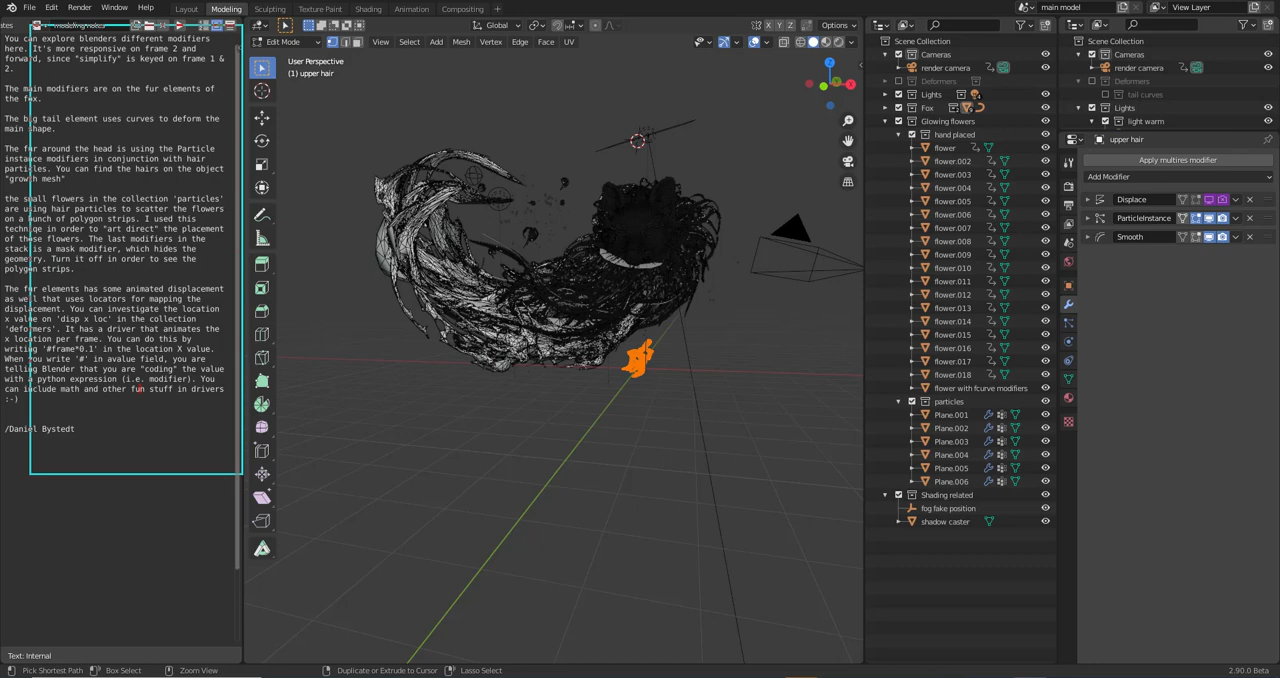 File Edit Render Window Help Layout Modeling Sculpting Texture Paint Shading Animation Compositing main model View Layer
Global Options
Edit Mode View Select Add Mesh Vertex Edge Face UV
You can explore blenders different modifiers
here. It's more responsive on frame 2 and
forward, since "simplify" is keyed on frame 1 &
2.
The main modifiers are on the fur elements of
the fox.
The big tail element uses curves to deform the
main shape.
The fur around the head is using the Particle
instance modifiers in conjunction with hair
particles. You can find the hairs on the object
"growth mesh"
the small flowers in the collection 'particles'
are using hair particles to scatter the flowers
on a bunch of polygon strips. I used this
technige in order to "art direct" the placement
of these flowers. The last modifiers in the
stack is a mask modifier, which hides the
geometry. Turn it off in order to see the
polygon strips.
The fur elements has some animated displacement
as well that uses locators for mapping the
displacement. You can investigate the location
x value on 'disp x loc' in the collection
'deformers'. It has a driver that animates the
x location per frame. You can do this by
writing '#frame*0.1' in the location X value.
When you write '#' in avalue field, you are
telling Blender that you are "coding" the value
with a python expression (i.e. modifier). You
can include math and other fun stuff in drivers
:-)
/Daniel Bystedt
Text: Internal
User Perspective
(1) upper hair
Scene Collection
Cameras
render camera
Deformers
Lights
Fox
Glowing flowers
hand placed
flower
flower.002
flower.003
flower.004
flower.005
flower.006
flower.007
flower.008
flower.009
flower.010
flower.011
flower.012
flower.013
flower.014
flower.015
flower.016
flower.017
flower.018
flower with fcurve modifiers
particles
Plane.001
Plane.002
Plane.003
Plane.004
Plane.005
Plane.006
Shading related
fog fake position
shadow caster
Scene Collection
Cameras
render camera
Deformers
tail curves
Lights
light warm
upper hair
Apply multires modifier
Add Modifier
Displace
ParticleInstance
Smooth
Pick Shortest Path Box Select Zoom View Duplicate or Extrude to Cursor Lasso Select 2.90.0 Beta